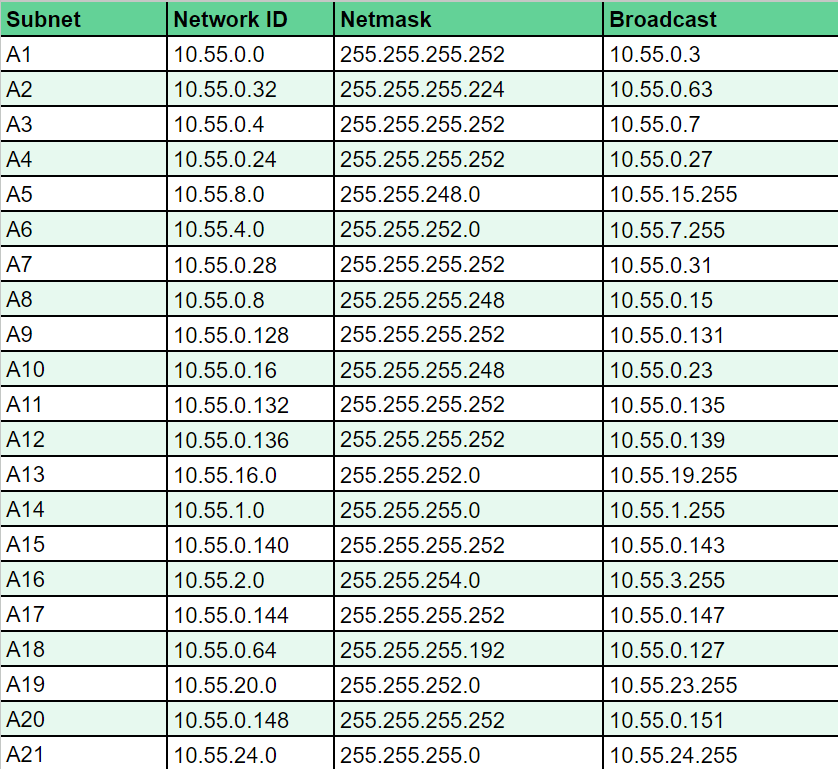 Subnet Network ID Netmask Broadcast
A1 10.55.0.0 255.255.255.252 10.55.0.3
A2 10.55.0.32 255.255.255.224 10.55.0.63
A3 10.55.0.4 255.255.255.252 10.55.0.7
A4 10.55.0.24 255.255.255.252 10.55.0.27
A5 10.55.8.0 255.255.248.0 10.55.15.255
A6 10.55.4.0 255.255.252.0 10.55.7.255
A7 10.55.0.28 255.255.255.252 10.55.0.31
A8 10.55.0.8 255.255.255.248 10.55.0.15
A9 10.55.0.128 255.255.255.252 10.55.0.131
A10 10.55.0.16 255.255.255.248 10.55.0.23
A11 10.55.0.132 255.255.255.252 10.55.0.135
A12 10.55.0.136 255.255.255.252 10.55.0.139
A13 10.55.16.0 255.255.252.0 10.55.19.255
A14 10.55.1.0 255.255.255.0 10.55.1.255
A15 10.55.0.140 255.255.255.252 10.55.0.143
A16 10.55.2.0 255.255.254.0 10.55.3.255
A17 10.55.0.144 255.255.255.252 10.55.0.147
A18 10.55.0.64 255.255.255.192 10.55.0.127
A19 10.55.20.0 255.255.252.0 10.55.23.255
A20 10.55.0.148 255.255.255.252 10.55.0.151
A21 10.55.24.0 255.255.255.0 10.55.24.255